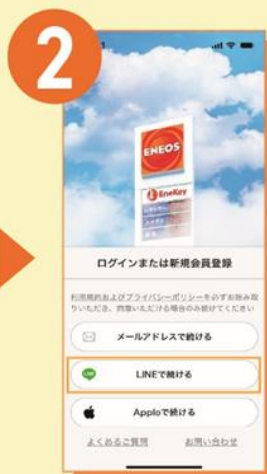 2
ENEOS
EneKey
ログインまたは新規会員登録
利用規約およびプライバシーポリシーを必ずお読み取
りいただき、同意いただける場合のみ続けてください
メールアドレスで続ける
LINE
LINEで続ける
Appleで続ける
よくあるご質問
お問い合わせ